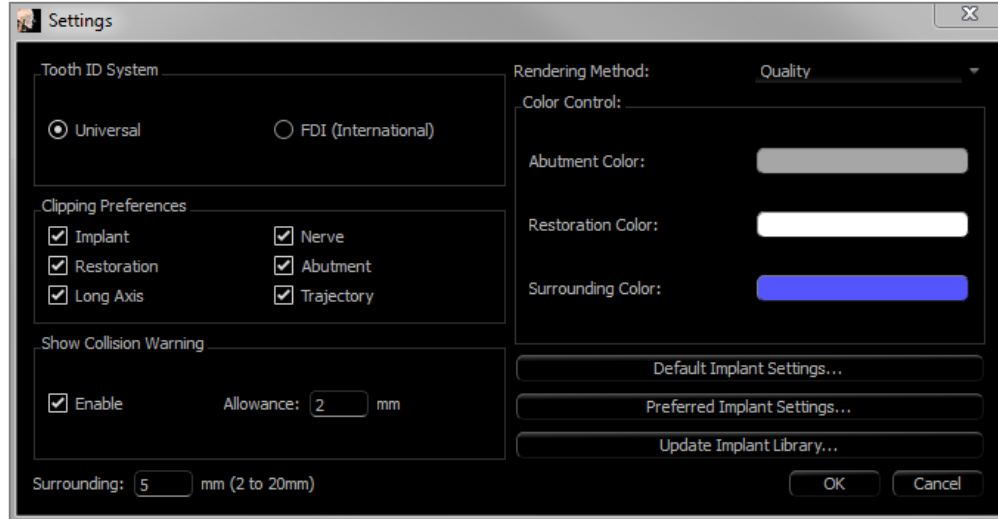 Settings
Tooth ID System
Universal
FDI (International)
Clipping Preferences
Implant
Nerve
Restoration
Abutment
Long Axis
Trajectory
Show Collision Warning
Enable
Allowance: 2 mm
Surrounding: 5 mm (2 to 20mm)
Rendering Method: Quality
Color Control:
Abutment Color:
Restoration Color:
Surrounding Color:
Default Implant Settings...
Preferred Implant Settings...
Update Implant Library...
OK
Cancel